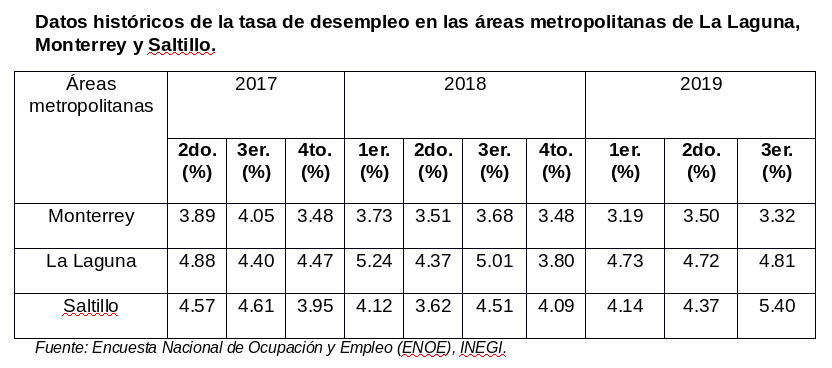 Datos históricos de la tasa de desempleo en las áreas metropolitanas de La Laguna,
Monterrey y Saltillo.
Áreas metropolitanas 2017 2018 2019
2do. (%) 3er. (%) 4to. (%) 1er. (%) 2do. (%) 3er. (%) 4to. (%) 1er. (%) 2do. (%) 3er. (%)
Monterrey 3.89 4.05 3.48 3.73 3.51 3.68 3.48 3.19 3.50 3.32
La Laguna 4.88 4.40 4.47 5.24 4.37 5.01 3.80 4.73 4.72 4.81
Saltillo 4.57 4.61 3.95 4.12 3.62 4.51 4.09 4.14 4.37 5.40
Fuente: Encuesta Nacional de Ocupación y Empleo (ENOE), INEGI.